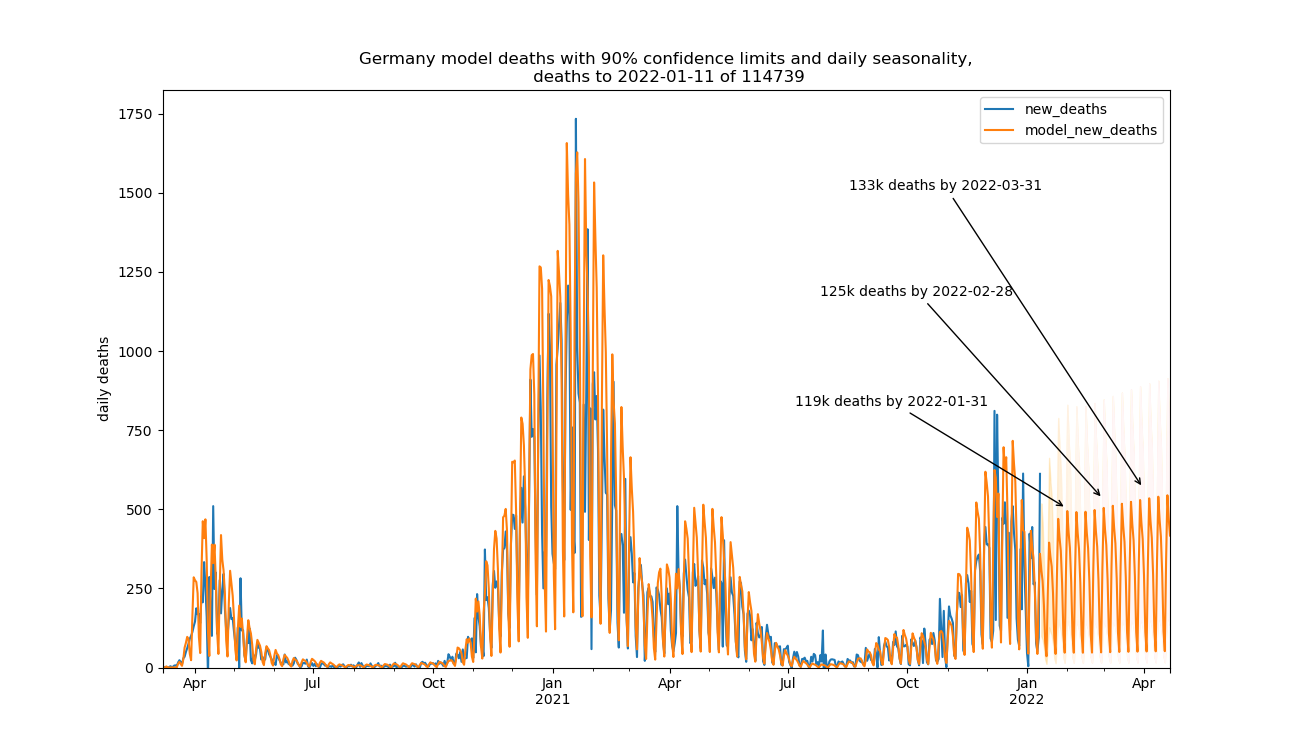 Germany model deaths with 90% confidence limits and daily seasonality,
deaths to 2022-01-11 of 114739
new_deaths
model_new_deaths
133k deaths by 2022-03-31
125k deaths by 2022-02-28
119k deaths by 2022-01-31
daily deaths
1750
1500
1250
1000
750
500
250
0
Apr Jul Oct Jan Apr Jul Oct Jan Apr
2021 2022